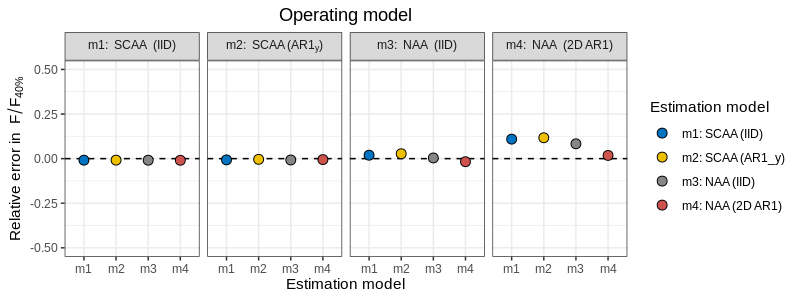 Operating model
m1: SCAA (IID)
m2: SCAA (AR1y)
m3: NAA (IID)
m4: NAA (2D AR1)
Relative error in F/F40%
0.50
0.25
0.00
-0.25
-0.50
m1 m2 m3 m4
m1 m2 m3 m4
m1 m2 m3 m4
m1 m2 m3 m4
Estimation model
Estimation model
m1: SCAA (IID)
m2: SCAA (AR1_y)
m3: NAA (IID)
m4: NAA (2D AR1)